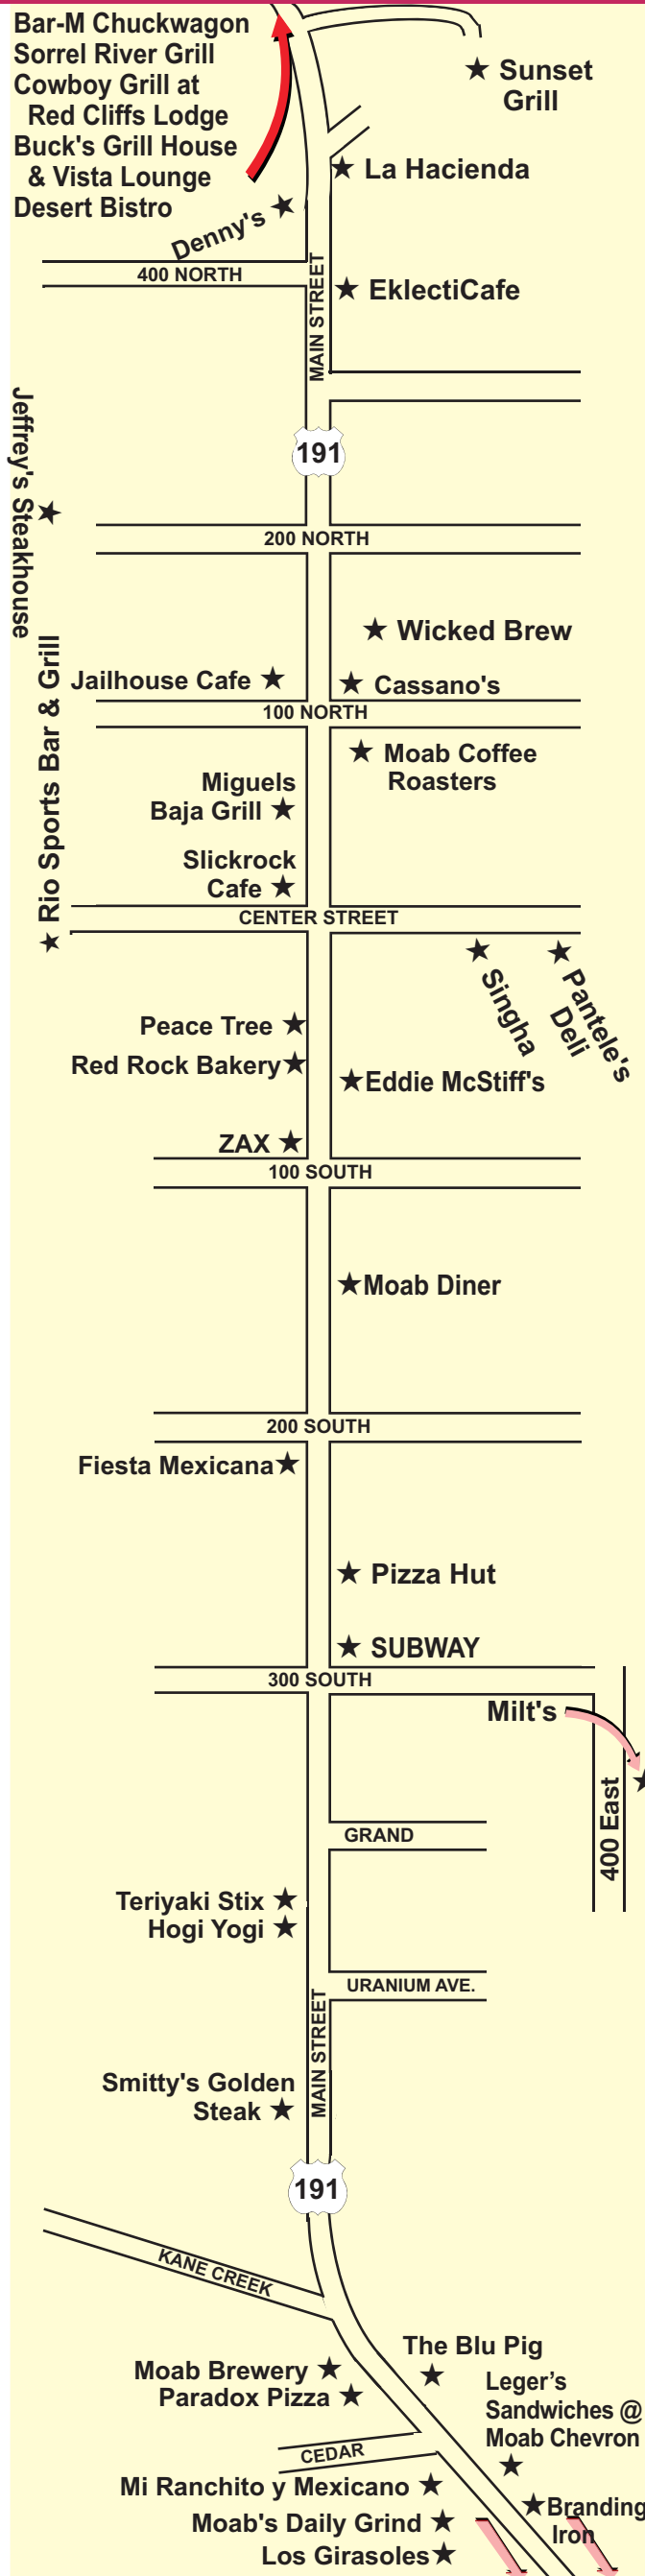 Bar-M Chuckwagon
Sorrel River Grill
Cowboy Grill at
Red Cliffs Lodge
Buck's Grill House
& Vista Lounge
Desert Bistro
Sunset
Grill
La Hacienda
Denny's
400 NORTH
MAIN STREET
EklectiCafe
191
Jeffrey's Steakhouse
200 NORTH
Wicked Brew
Rio Sports Bar & Grill
Jailhouse Cafe
Cassano's
100 NORTH
Moab Coffee
Roasters
Miguels
Baja Grill
Slickrock
Cafe
CENTER STREET
Singha
Pantele's
Deli
Peace Tree
Red Rock Bakery
Eddie McStiff's
ZAX
100 SOUTH
Moab Diner
200 SOUTH
Fiesta Mexicana
Pizza Hut
SUBWAY
300 SOUTH
Milt's
400 East
GRAND
Teriyaki Stix
Hogi Yogi
URANIUM AVE.
MAIN STREET
Smitty's Golden
Steak
191
KANE CREEK
The Blu Pig
Moab Brewery
Paradox Pizza
Leger’s
Sandwiches @
Moab Chevron
CEDAR
Mi Ranchito y Mexicano
Branding
Iron
Moab's Daily Grind
Los Girasoles